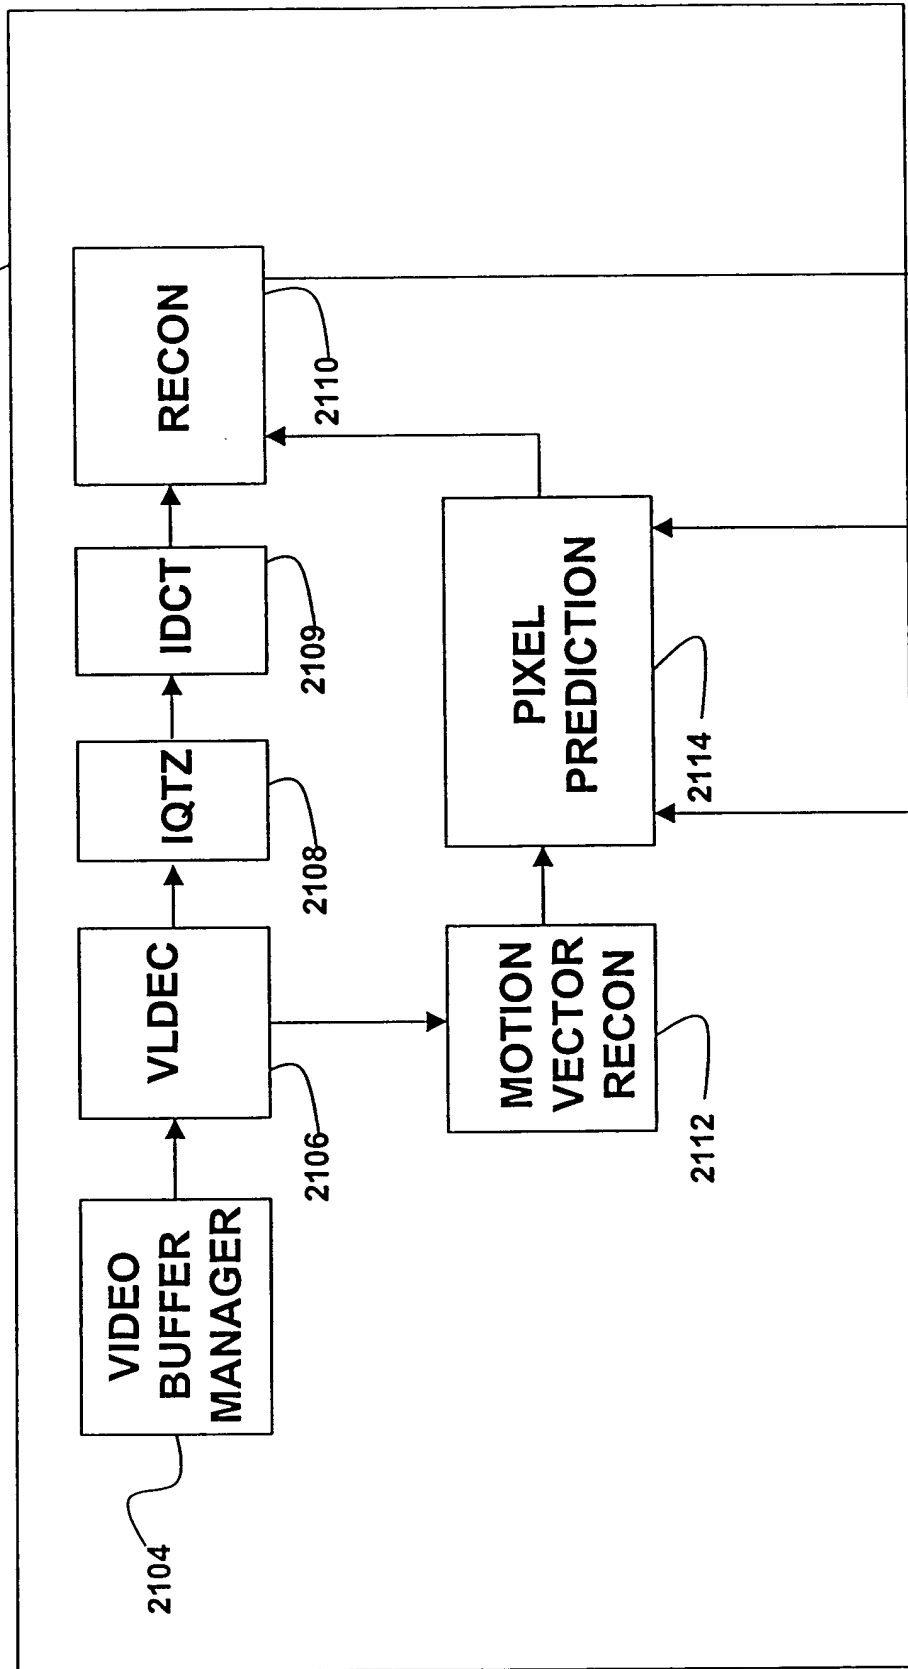 VIDEO
BUFFER
MANAGER
2104
VLDEC
2106
IQTZ
2108
IDCT
2109
RECON
2110
MOTION
VECTOR
RECON
2112
PIXEL
PREDICTION
2114